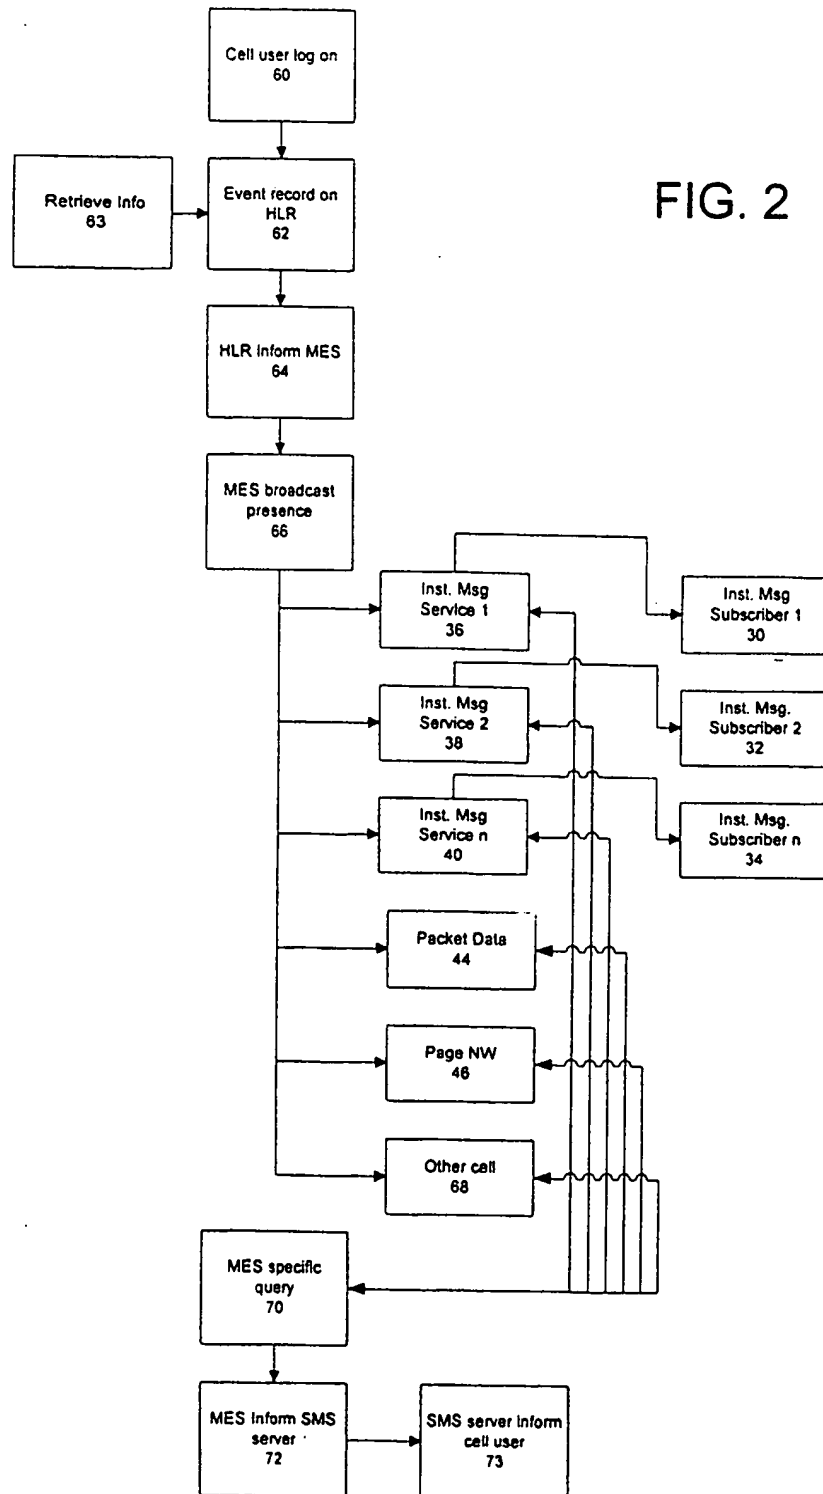 Cell user log on
60
Retrieve Info
63
Event record on
HLR
62
FIG. 2
HLR Inform MES
64
MES broadcast
presence
66
Inst. Msg
Service 1
36
Inst. Msg
Subscriber 1
30
Inst. Msg
Service 2
38
Inst. Msg.
Subscriber 2
32
Inst. Msg
Service n
40
Inst. Msg.
Subscriber n
34
Packet Data
44
Page NW
46
Other cell
68
MES specific
query
70
MES Inform SMS
server
72
SMS server Inform
cell user
73